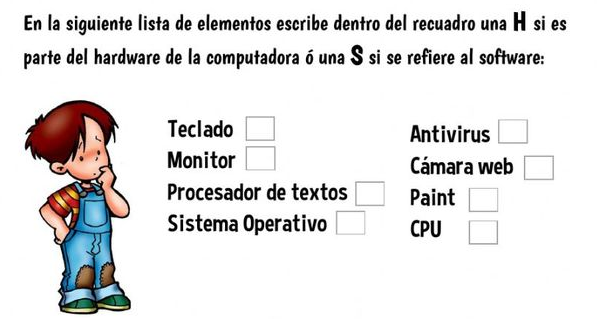 En la siguiente lista de elementos escribe dentro del recuadro una H si es
parte del hardware de la computadora ó una S si se refiere al software:
Teclado
Monitor
Procesador de textos
Sistema Operativo
Antivirus
Cámara web
Paint
CPU